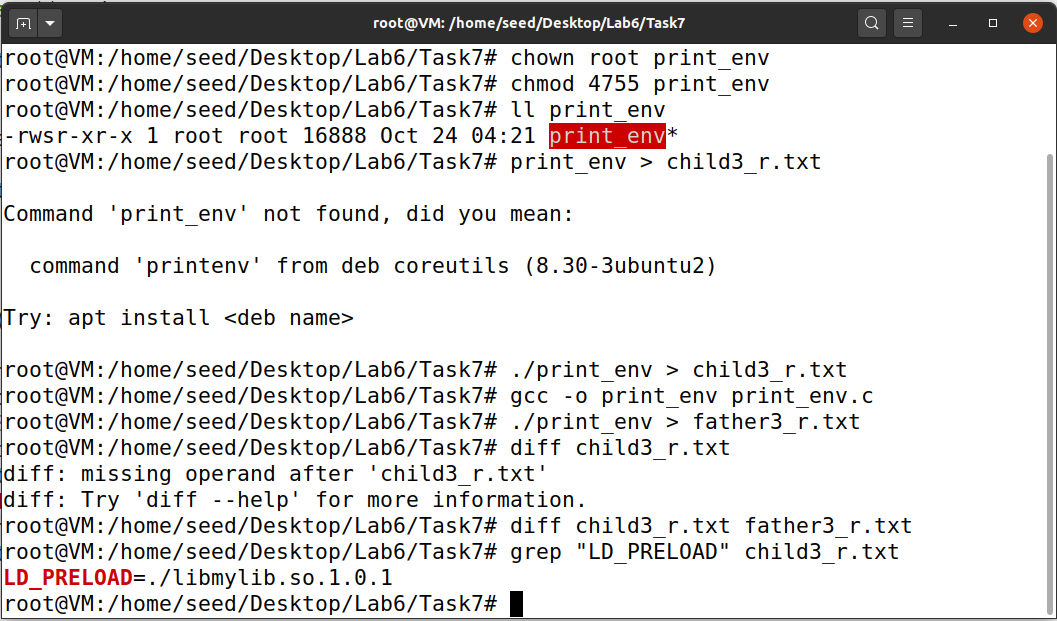 root@VM: /home/seed/Desktop/Lab6/Task7
root@VM:/home/seed/Desktop/Lab6/Task7# chown root print_env
root@VM:/home/seed/Desktop/Lab6/Task7# chmod 4755 print_env
root@VM:/home/seed/Desktop/Lab6/Task7# ll print_env
-rwsr-xr-x 1 root root 16888 Oct 24 04:21 print_env*
root@VM:/home/seed/Desktop/Lab6/Task7# print_env > child3_r.txt
Command 'print_env' not found, did you mean:
command 'printenv' from deb coreutils (8.30-3ubuntu2)
Try: apt install <deb name>
root@VM:/home/seed/Desktop/Lab6/Task7# ./print_env > child3_r.txt
root@VM:/home/seed/Desktop/Lab6/Task7# gcc -o print_env print_env.c
root@VM:/home/seed/Desktop/Lab6/Task7# ./print_env > father3_r.txt
root@VM:/home/seed/Desktop/Lab6/Task7# diff child3_r.txt
diff: missing operand after 'child3_r.txt'
diff: Try 'diff --help' for more information.
root@VM:/home/seed/Desktop/Lab6/Task7# diff child3_r.txt father3_r.txt
root@VM:/home/seed/Desktop/Lab6/Task7# grep "LD_PRELOAD" child3_r.txt
LD_PRELOAD=./libmylib.so.1.0.1
root@VM:/home/seed/Desktop/Lab6/Task7#